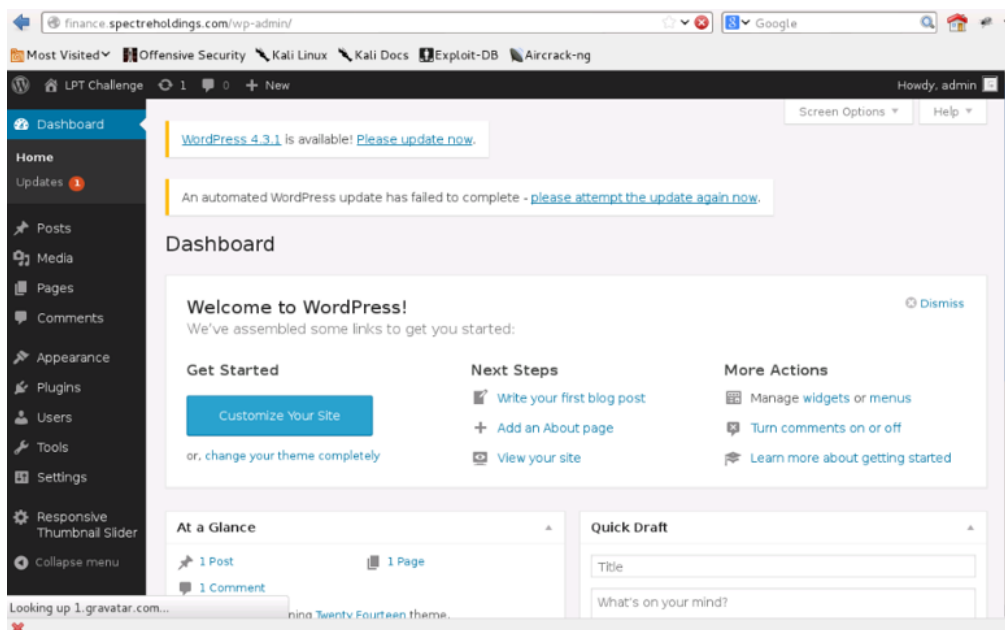 finance.spectreholdings.com/wp-admin/
Google
Most Visited
Offensive Security
Kali Linux
Kali Docs
Exploit-DB
Aircrack-ng
LPT Challenge 1 0 + New
Howdy, admin
Screen Options
Help
Dashboard
Home
Updates 1
Posts
Media
Pages
Comments
Appearance
Plugins
Users
Tools
Settings
Responsive
Thumbnail Slider
Collapse menu
WordPress 4.3.1 is available! Please update now.
An automated WordPress update has failed to complete - please attempt the update again now.
Dashboard
Welcome to WordPress!
We've assembled some links to get you started:
Dismiss
Get Started
Customize Your Site
or, change your theme completely
Next Steps
Write your first blog post
Add an About page
View your site
More Actions
Manage widgets or menus
Turn comments on or off
Learn more about getting started
At a Glance
1 Post
1 Page
1 Comment
Twenty Fourteen theme.
Quick Draft
Title
What's on your mind?
Looking up 1.gravatar.com...